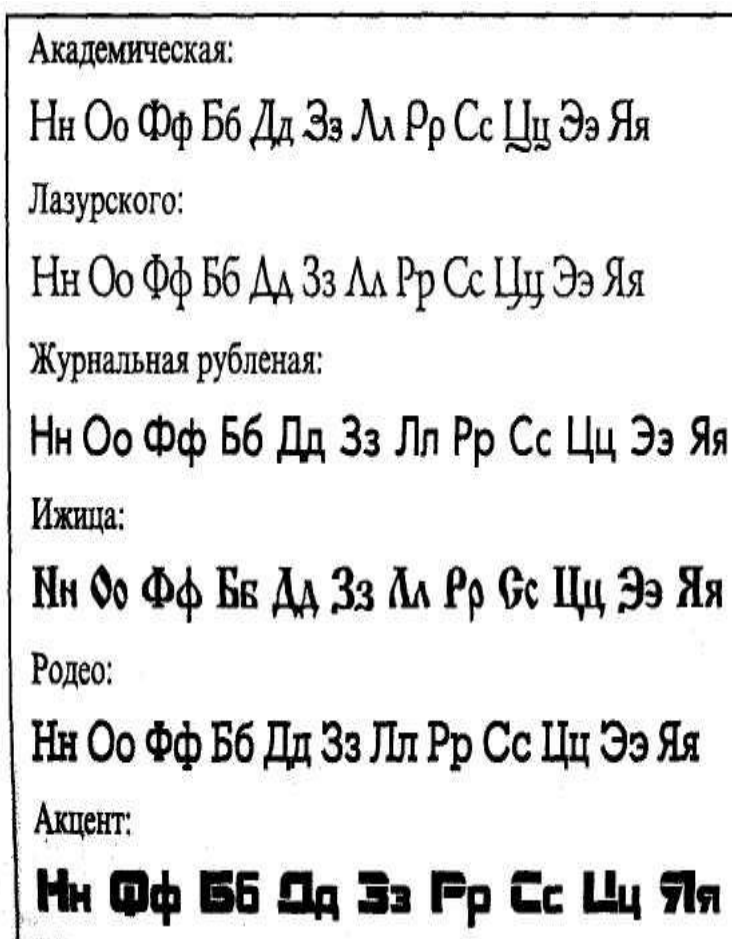 Академическая:
Нн Оо Фф Бб Дд Зз Лл Рр Сс Цц Ээ Яя
Лазурского:
Нн Оо Фф Бб Дд Зз Лл Рр Сс Цц Ээ Яя
Журнальная рубленая:
Нн Оо Фф Бб Дд Зз Лл Рр Сс Цц Ээ Яя
Ижица:
Нн Оо Фф Бб Дд Зз Лл Рр Сс Цц Ээ Яя
Родео:
Нн Оо Фф Бб Дд Зз Лл Рр Сс Цц Ээ Яя
Акцент:
Нн Фф Бб Дд Зз Рр Сс Цц Яя